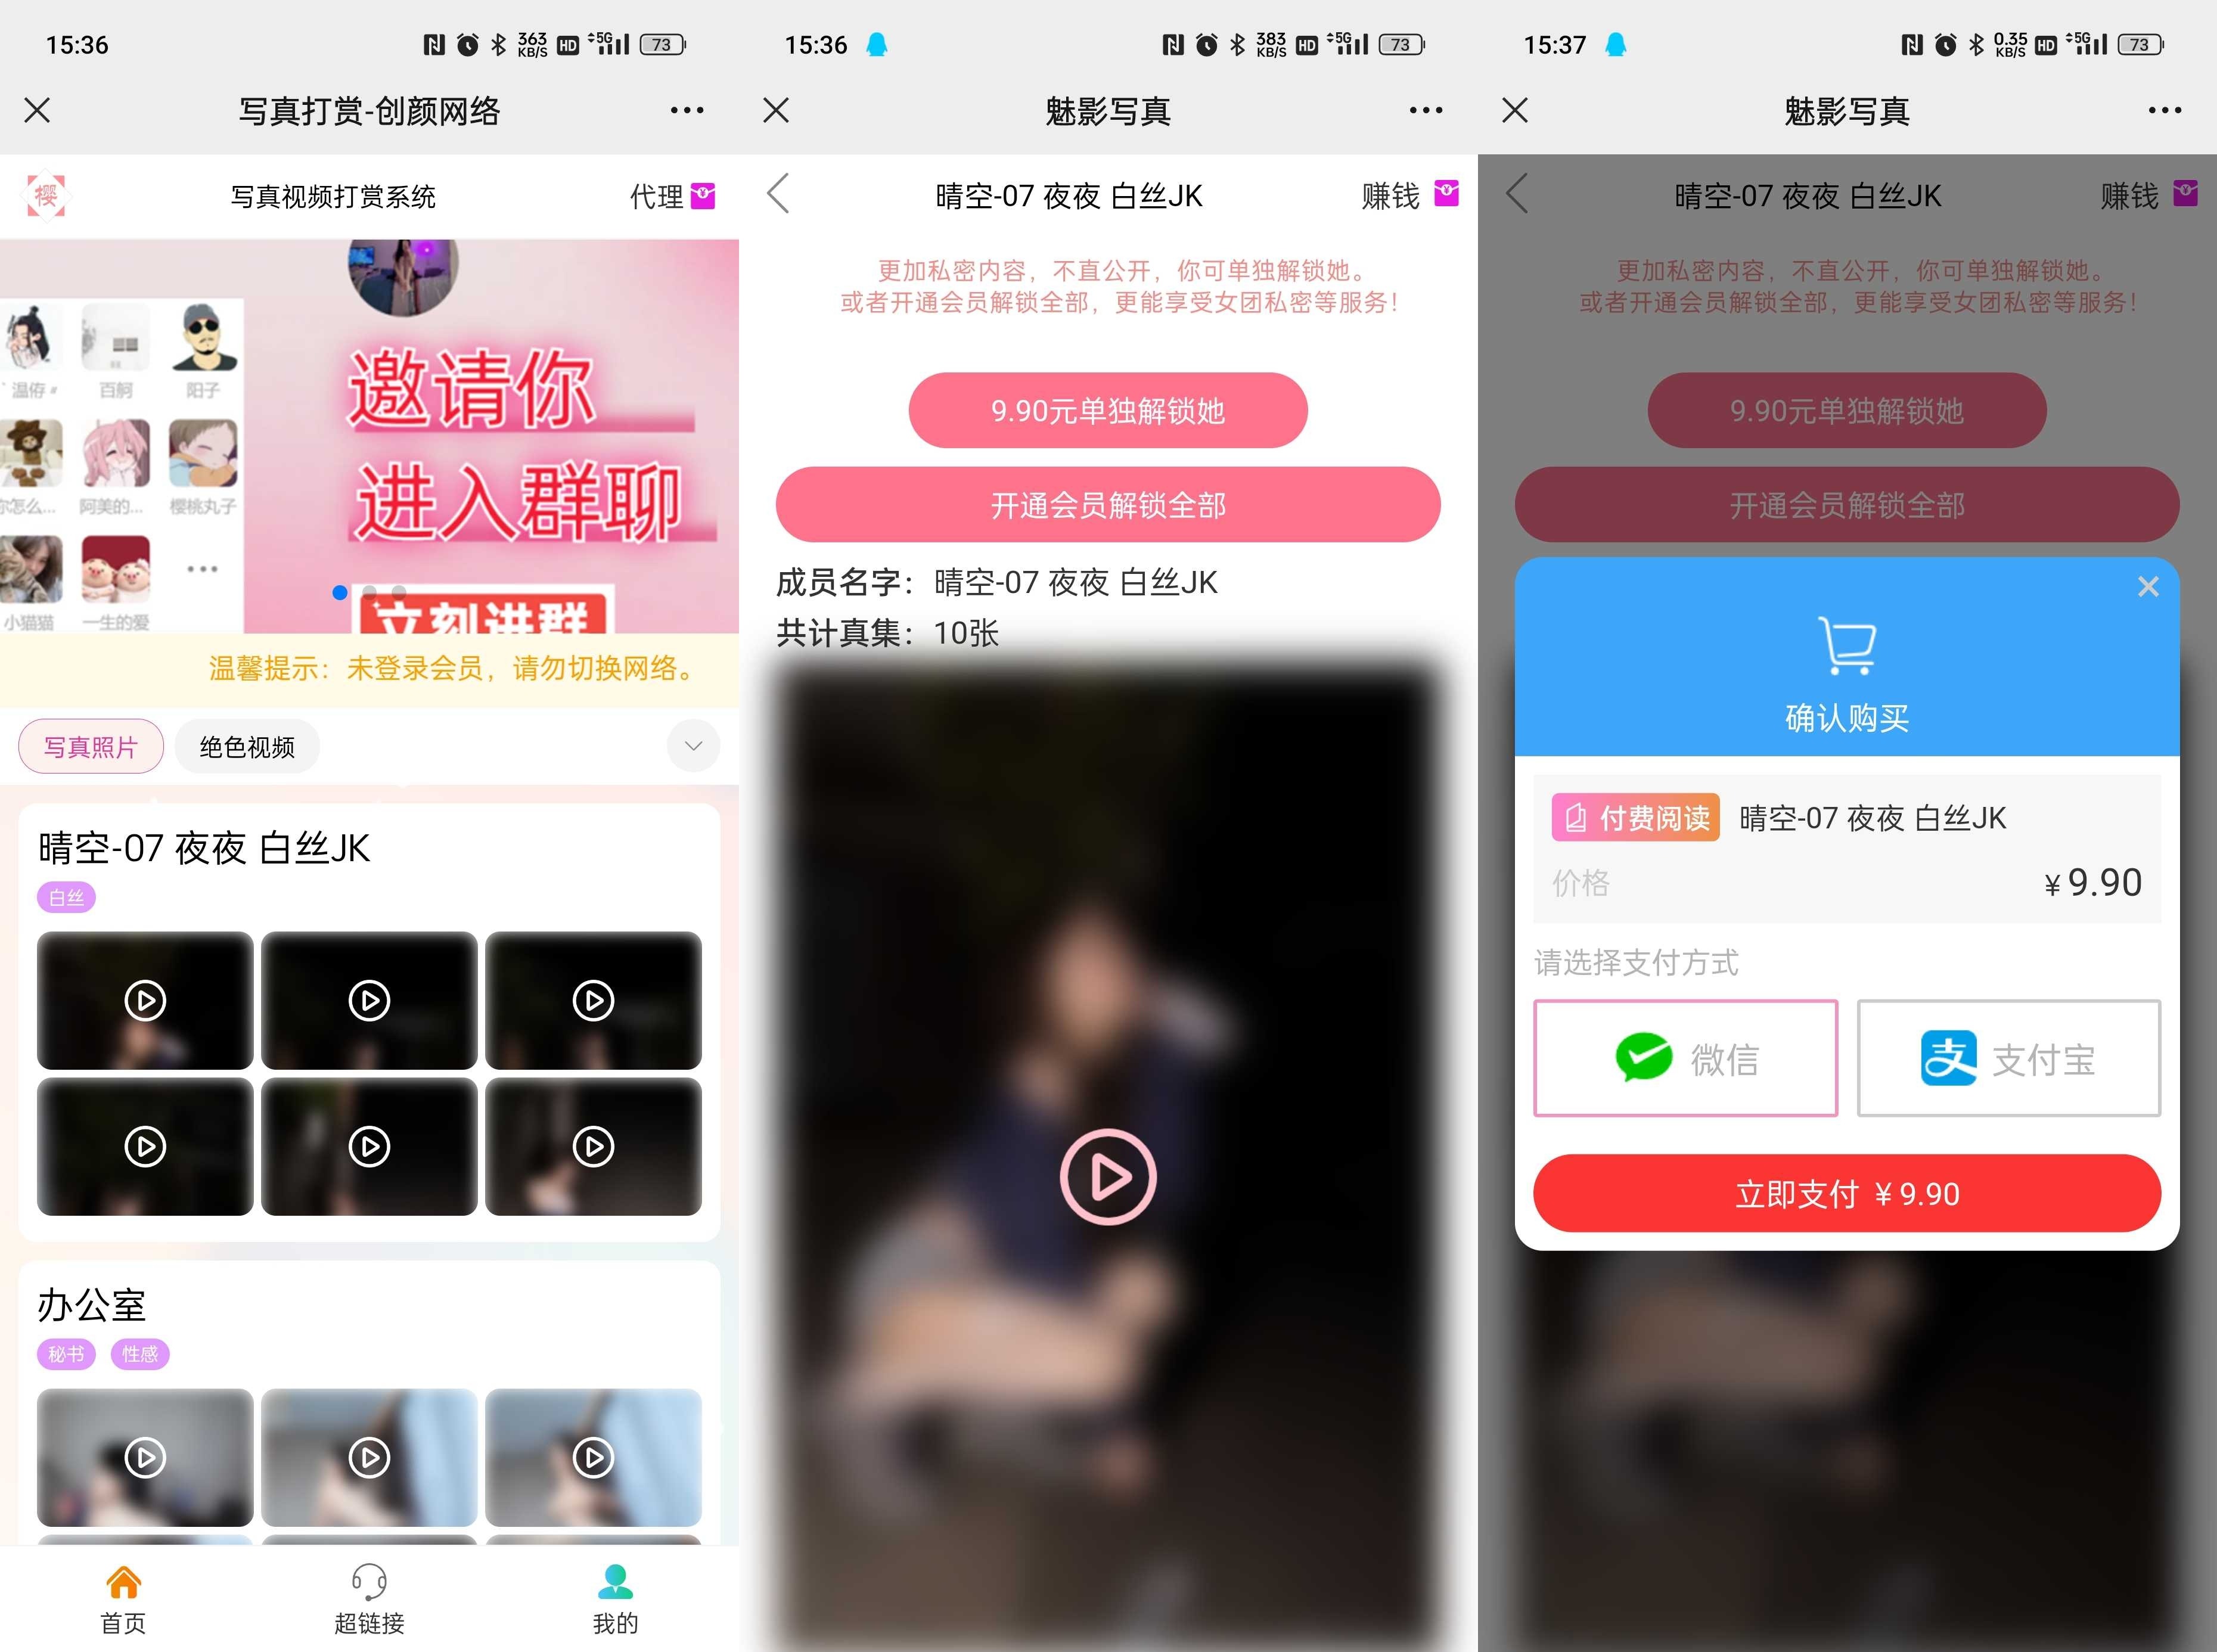 15:36
363 KB/S HD 5G 73
写真打赏-创颜网络
樱
写真视频打赏系统
代理
邀请你
进入群聊
立刻进群
百舸
阳子
你怎么...
阿美的...
樱桃丸子
小猫猫
一生的爱
温馨提示：未登录会员，请勿切换网络。
写真照片
绝色视频
晴空-07 夜夜 白丝JK
白丝
办公室
秘书
性感
首页
超链接
我的
15:36
383 KB/S HD 5G 73
魅影写真
晴空-07 夜夜 白丝JK
赚钱
更加私密内容，不直公开，你可单独解锁她。
或者开通会员解锁全部，更能享受女团私密等服务！
9.90元单独解锁她
开通会员解锁全部
成员名字：晴空-07 夜夜 白丝JK
共计真集：10张
15:37
0.35 KB/S HD 5G 73
魅影写真
晴空-07 夜夜 白丝JK
赚钱
更加私密内容，不直公开，你可单独解锁她。
或者开通会员解锁全部，更能享受女团私密等服务！
9.90元单独解锁她
开通会员解锁全部
确认购买
付费阅读 晴空-07 夜夜 白丝JK
价格 ￥9.90
请选择支付方式
微信
支 支付宝
立即支付 ￥9.90